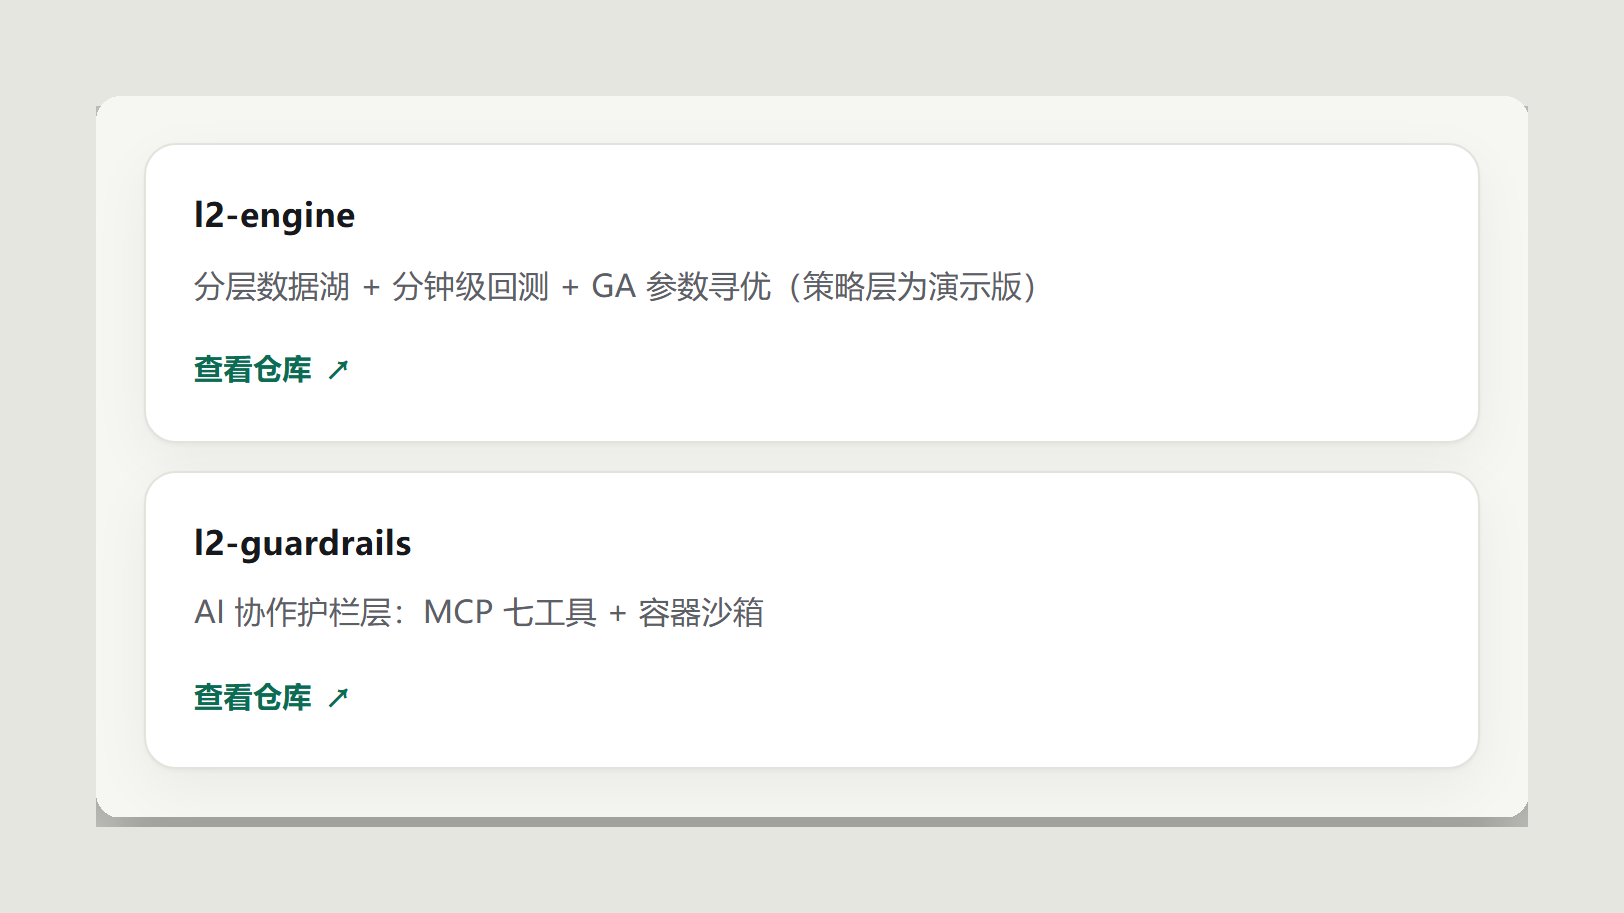 l2-engine
分层数据湖 + 分钟级回测 + GA 参数寻优（策略层为演示版）
查看仓库 ↗
l2-guardrails
AI 协作护栏层：MCP 七工具 + 容器沙箱
查看仓库 ↗